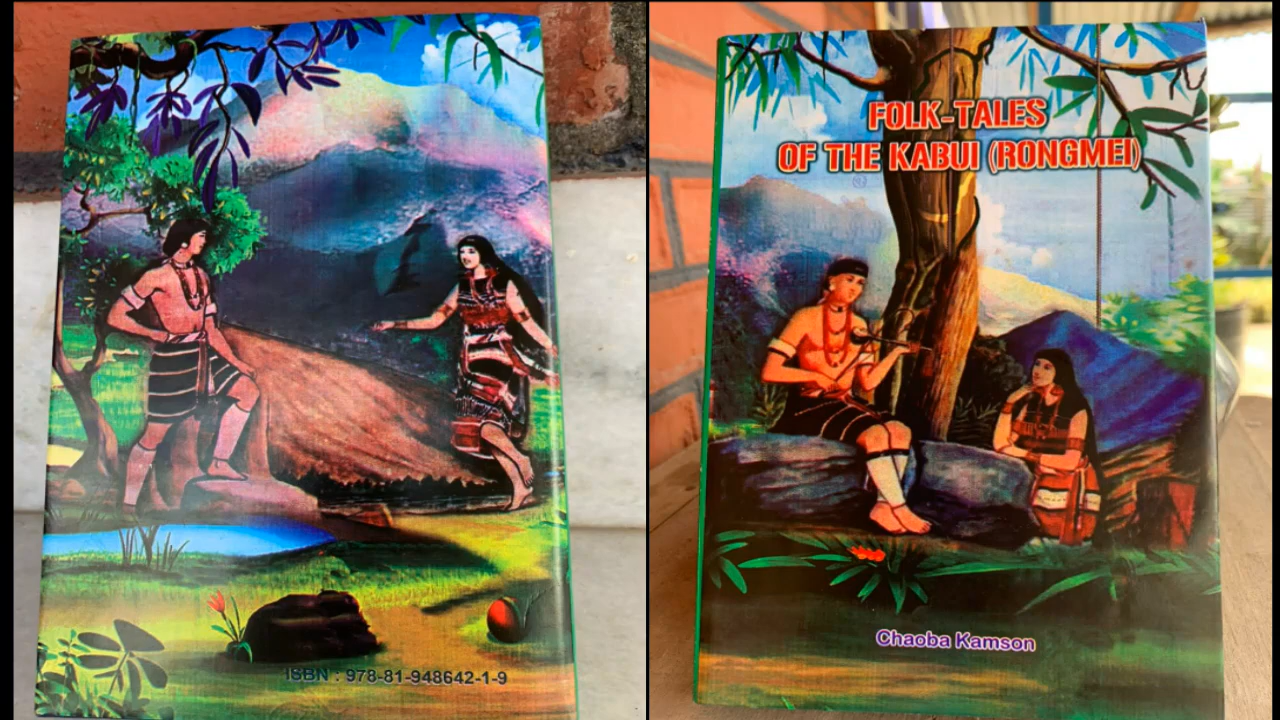 ISBN : 978-81-948642-1-9
FOLK-TALES
OF THE KABUI (RONGMEI)
Chaoba Kamson